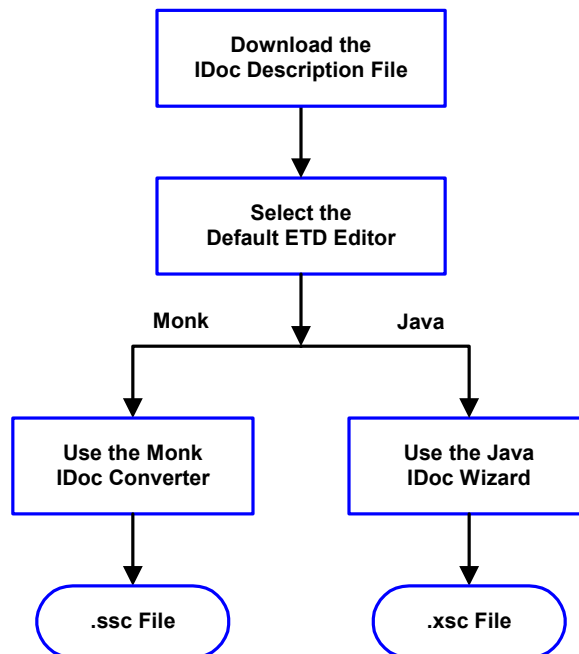 Download the
IDoc Description File
Select the
Default ETD Editor
Monk
Java
Use the Monk
IDoc Converter
Use the Java
IDoc Wizard
.ssc File
.xsc File